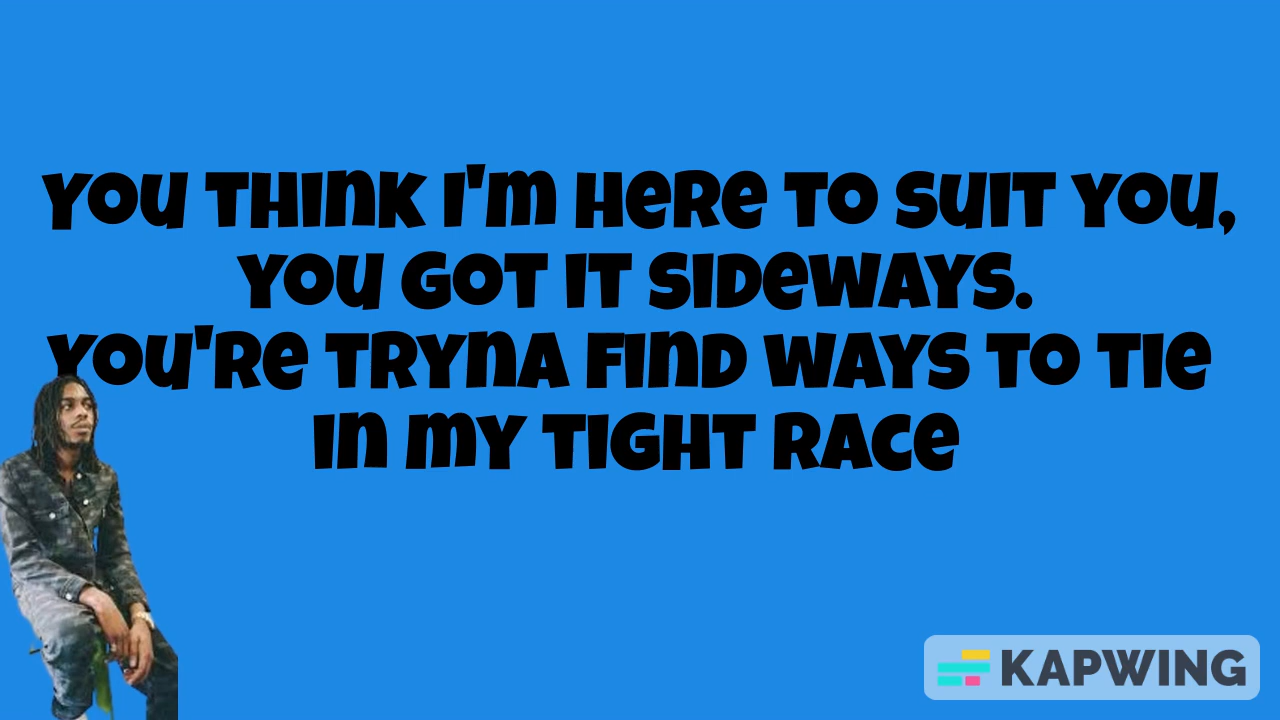 You think I'm here to suit you,
you got it sideways.
You're tryna find ways to tie
in my tight race
KAPWING